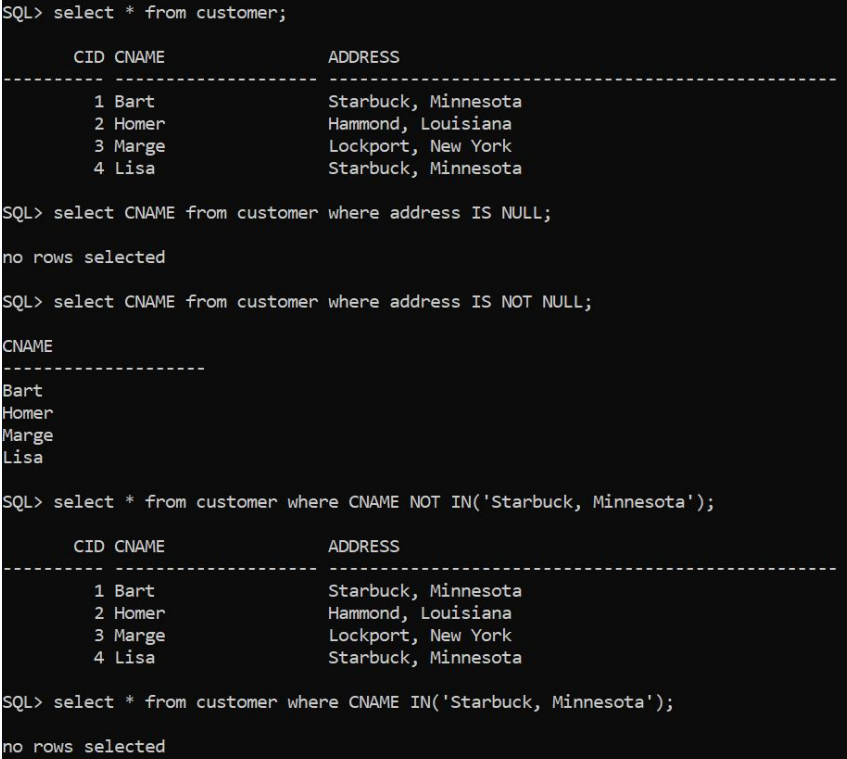 SQL> select * from customer;
CID CNAME ADDRESS
---------- -------------------- --------------------------------------------------
1 Bart Starbuck, Minnesota
2 Homer Hammond, Louisiana
3 Marge Lockport, New York
4 Lisa Starbuck, Minnesota
SQL> select CNAME from customer where address IS NULL;
no rows selected
SQL> select CNAME from customer where address IS NOT NULL;
CNAME
--------------------
Bart
Homer
Marge
Lisa
SQL> select * from customer where CNAME NOT IN('Starbuck, Minnesota');
CID CNAME ADDRESS
---------- -------------------- --------------------------------------------------
1 Bart Starbuck, Minnesota
2 Homer Hammond, Louisiana
3 Marge Lockport, New York
4 Lisa Starbuck, Minnesota
SQL> select * from customer where CNAME IN('Starbuck, Minnesota');
no rows selected